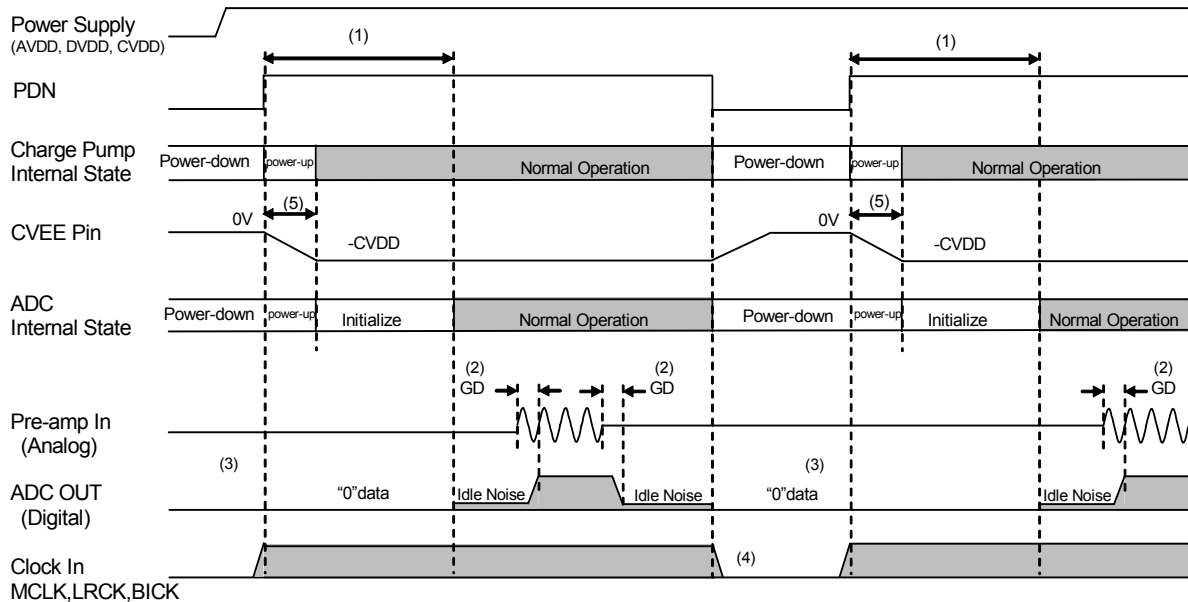 Power Supply
(AVDD, DVDD, CVDD)
(1) (1)
PDN
Charge Pump
Internal State
Power-down power-up Normal Operation Power-down power-up Normal Operation
(5) (5)
CVEE Pin
0V -CVDD 0V -CVDD
ADC
Internal State
Power-down power-up Initialize Normal Operation Power-down power-up Initialize Normal Operation
(2) (2) (2)
GD GD GD
Pre-amp In
(Analog)
(3) (3)
ADC OUT
(Digital)
“0”data Idle Noise Idle Noise “0”data Idle Noise
(4)
Clock In
MCLK,LRCK,BICK